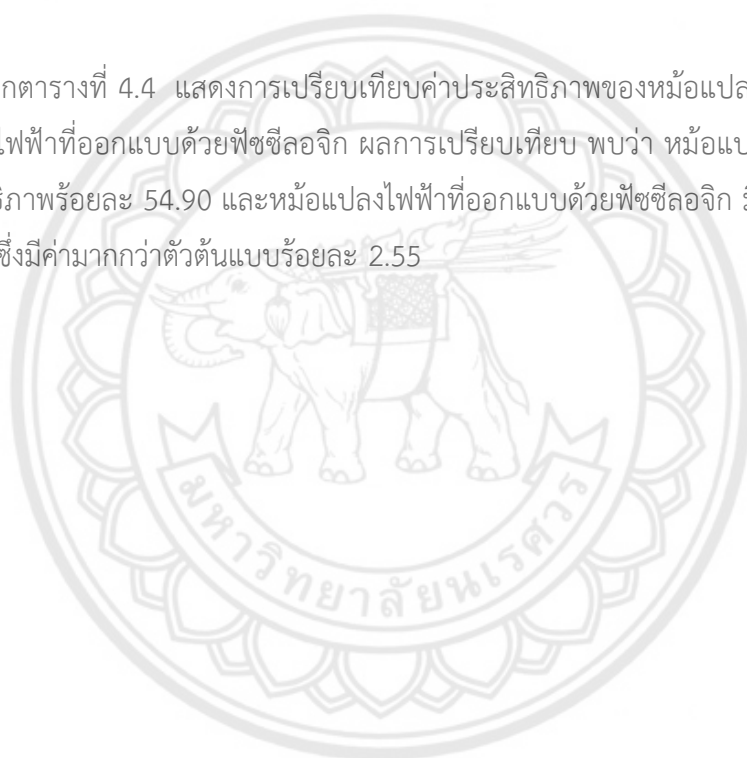 กตารางที่ 4.4 แสดงการเปรียบเทียบค่าประสิทธิภาพของหม้อแปล
ไฟฟ้าที่ออกแบบด้วยฟัซซีลอจิก ผลการเปรียบเทียบ พบว่า หม้อแป
ธิภาพร้อยละ 54.90 และหม้อแปลงไฟฟ้าที่ออกแบบด้วยฟัซซีลอจิก
ซึ่งมีค่ามากกว่าตัวต้นแบบร้อยละ 2.55
มหาวิทยาลัยนเรศวร